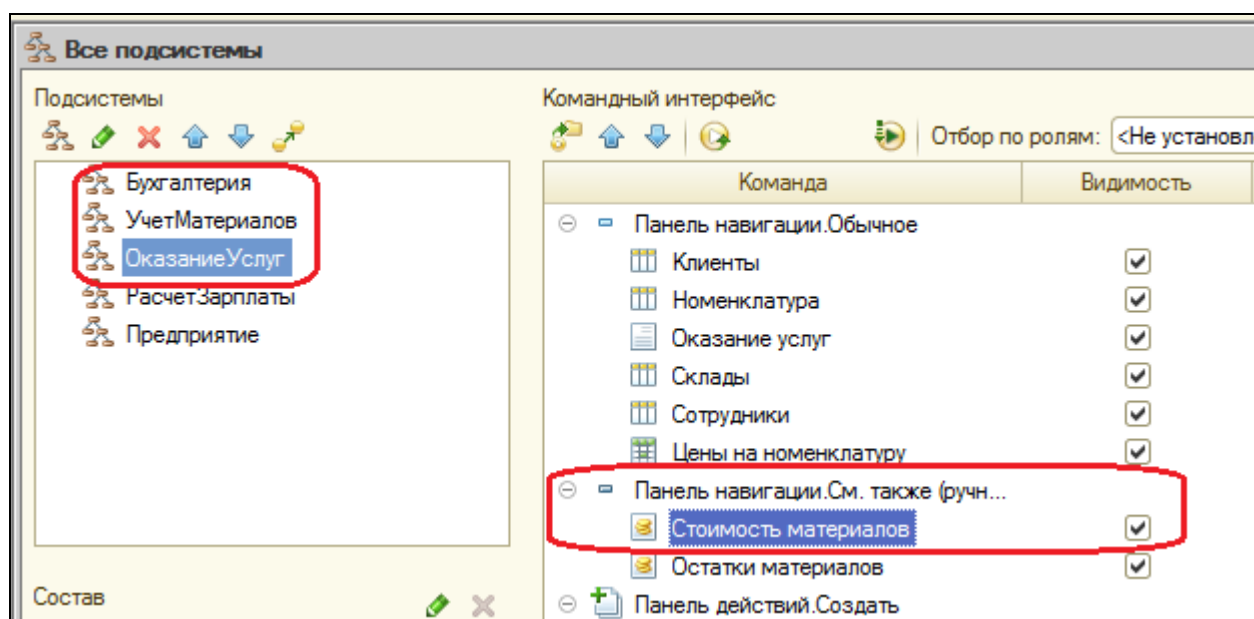 Все подсистемы
Подсистемы
Бухгалтерия
УчетМатериалов
ОказаниеУслуг
РасчетЗарплаты
Предприятие
Состав
Командный интерфейс
Отбор по ролям: <Не установл
Команда Видимость
Панель навигации.Обычное
Клиенты
Номенклатура
Оказание услуг
Склады
Сотрудники
Цены на номенклатуру
Панель навигации.См. также (ручн...
Стоимость материалов
Остатки материалов
Панель действий.Создать